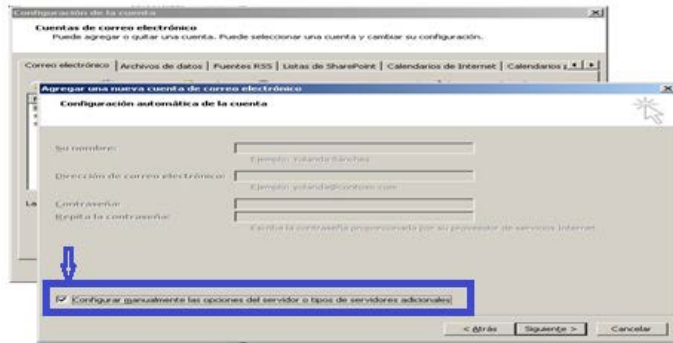 Configuración de la cuenta
Cuentas de correo electrónico
Puede agregar o quitar una cuenta. Puede seleccionar una cuenta y cambiar su configuración.
Correo electrónico | Archivos de datos | Fuentes RSS | Listas de SharePoint | Calendarios de Internet | Calendarios
Agregar una nueva cuenta de correo electrónico
Configuración automática de la cuenta
Su nombre:
Ejemplo: Yolanda Sánchez
Dirección de correo electrónico:
Ejemplo: yolanda@contoso.com
Contraseña:
Repita la contraseña:
Escriba la contraseña proporcionada por su proveedor de servicios Internet.
La
Configurar manualmente las opciones del servidor o tipos de servidores adicionales
< Atrás
Siguiente >
Cancelar